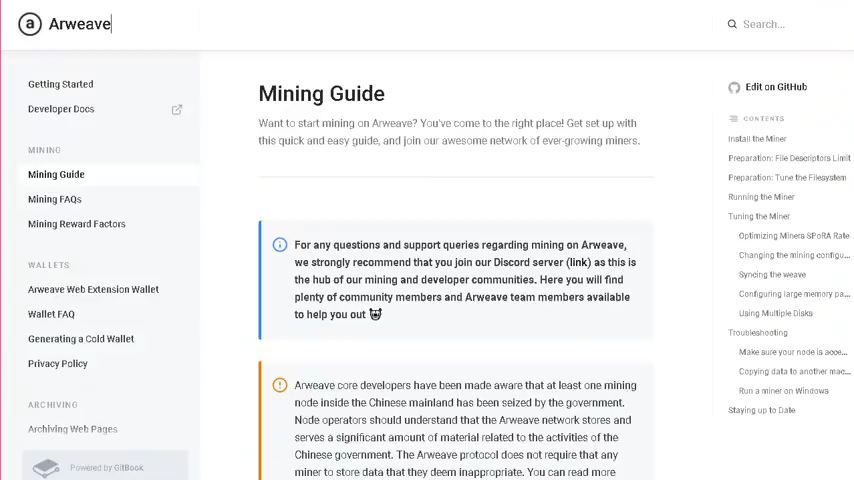 Arweave
Search...
Getting Started
Developer Docs
MINING
Mining Guide
Mining FAQs
Mining Reward Factors
WALLETS
Arweave Web Extension Wallet
Wallet FAQ
Generating a Cold Wallet
Privacy Policy
ARCHIVING
Archiving Web Pages
Powered by GitBook
Mining Guide
Want to start mining on Arweave? You've come to the right place! Get set up with
this quick and easy guide, and join our awesome network of ever-growing miners.
For any questions and support queries regarding mining on Arweave,
we strongly recommend that you join our Discord server (link) as this is
the hub of our mining and developer communities. Here you will find
plenty of community members and Arweave team members available
to help you out
Arweave core developers have been made aware that at least one mining
node inside the Chinese mainland has been seized by the government.
Node operators should understand that the Arweave network stores and
serves a significant amount of material related to the activities of the
Chinese government. The Arweave protocol does not require that any
miner to store data that they deem inappropriate. You can read more
Edit on GitHub
CONTENTS
Install the Miner
Preparation: File Descriptors Limit
Preparation: Tune the Filesystem
Running the Miner
Tuning the Miner
Optimizing Miners SPoRA Rate
Changing the mining configu...
Syncing the weave
Configuring large memory pa...
Using Multiple Disks
Troubleshooting
Make sure your node is acce...
Copying data to another mac...
Run a miner on Windows
Staying up to Date